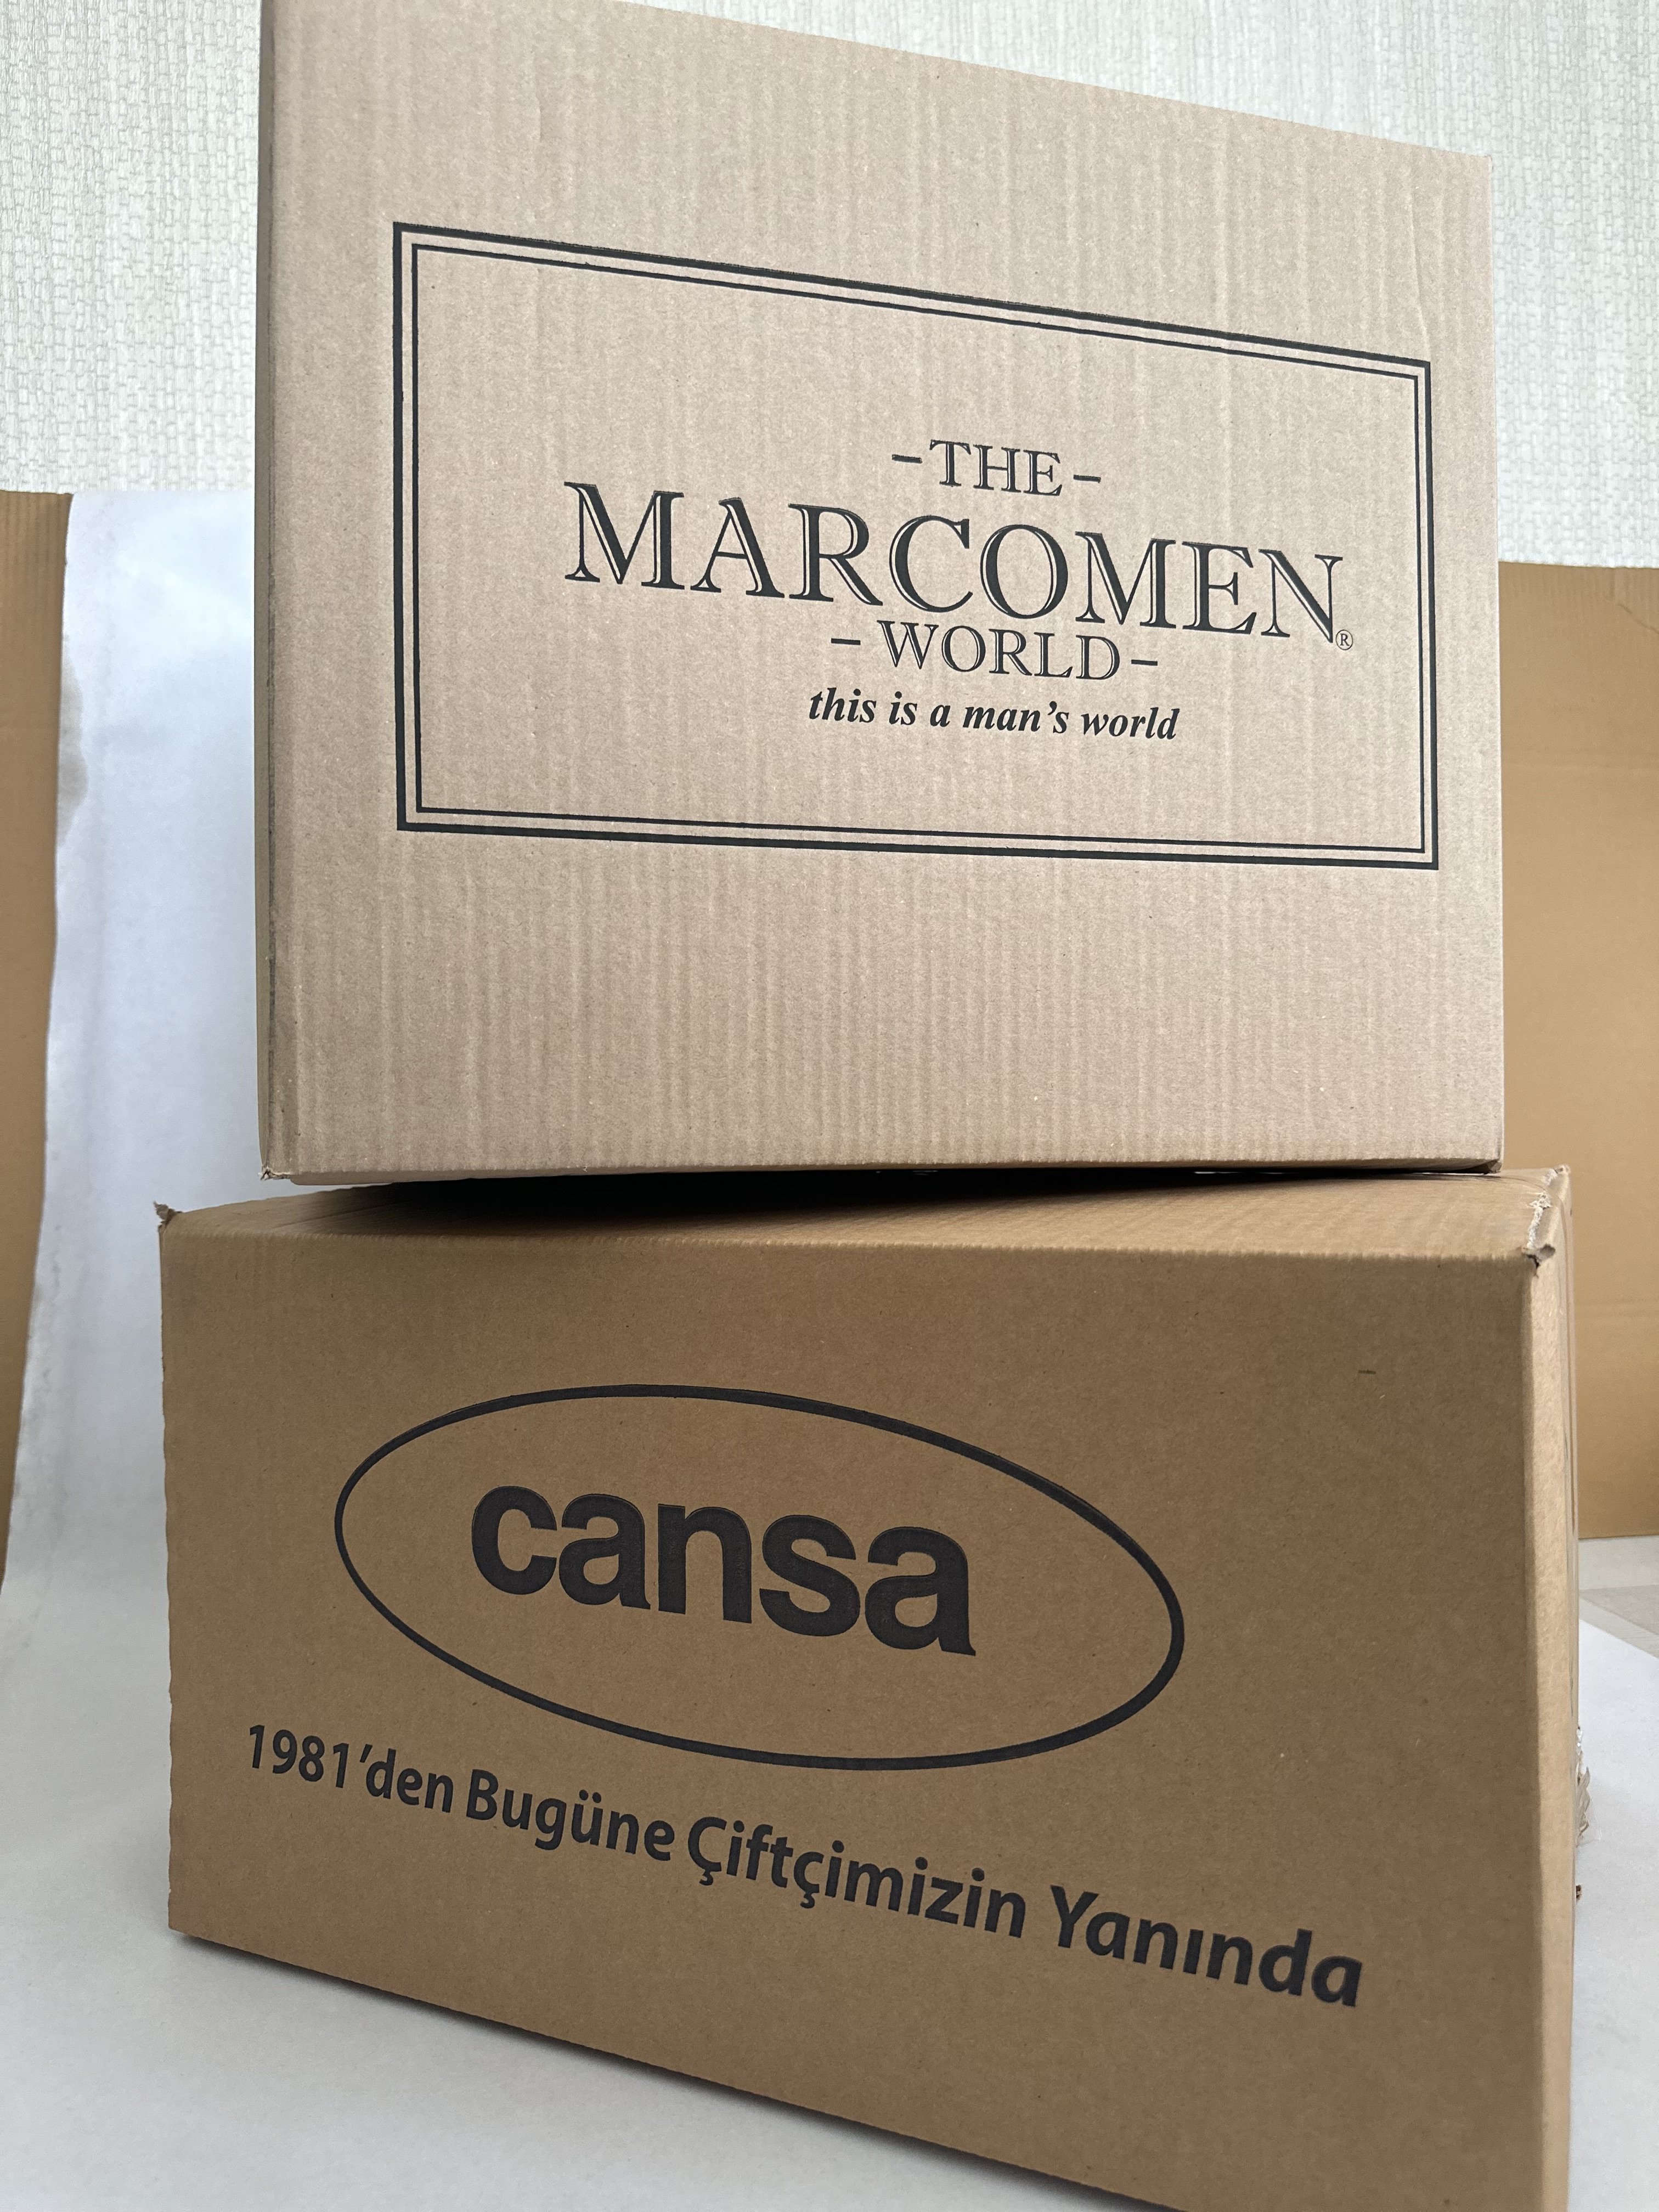 -THE-
MARCOMEN®
-WORLD-
this is a man's world
cansa
1981'den Bugüne Çiftçimizin Yanında